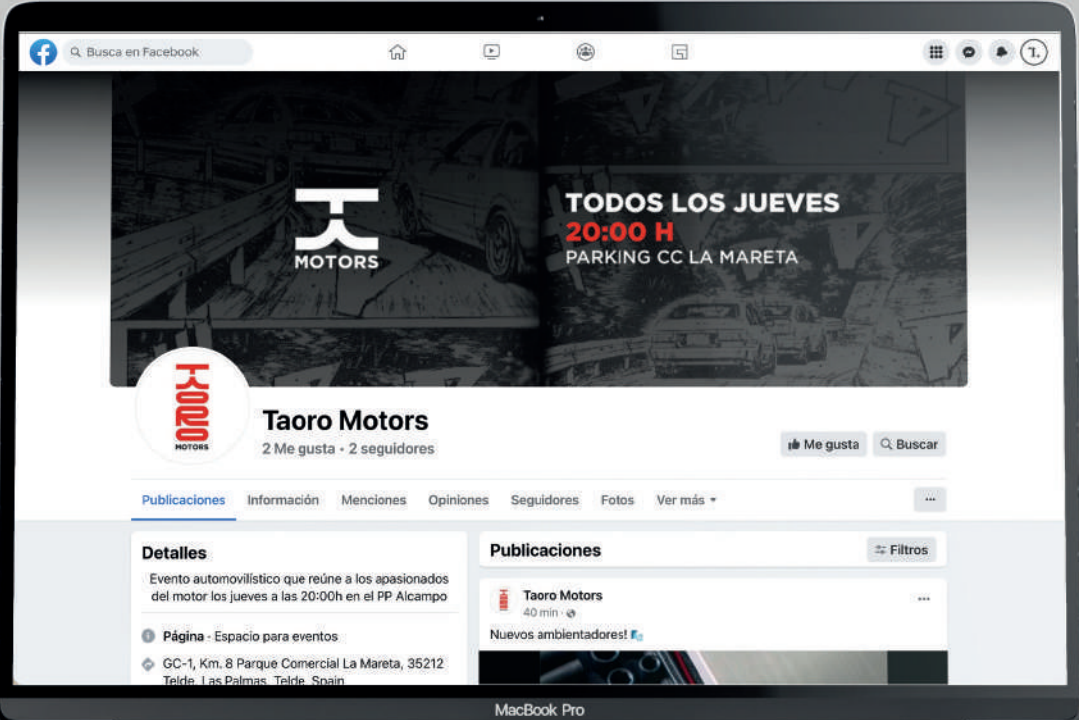 Busca en Facebook
T.
MOTORS
TODOS LOS JUEVES
20:00 H
PARKING CC LA MARETA
TAORO
MOTORS
Taoro Motors
2 Me gusta · 2 seguidores
Me gusta
Buscar
Publicaciones
Información
Menciones
Opiniones
Seguidores
Fotos
Ver más
Detalles
Evento automovilístico que reúne a los apasionados
del motor los jueves a las 20:00h en el PP Alcampo
Página · Espacio para eventos
GC-1, Km. 8 Parque Comercial La Mareta, 35212
Telde, Las Palmas, Telde, Spain
Publicaciones
Filtros
Taoro Motors
40 min ·
Nuevos ambientadores!
MacBook Pro